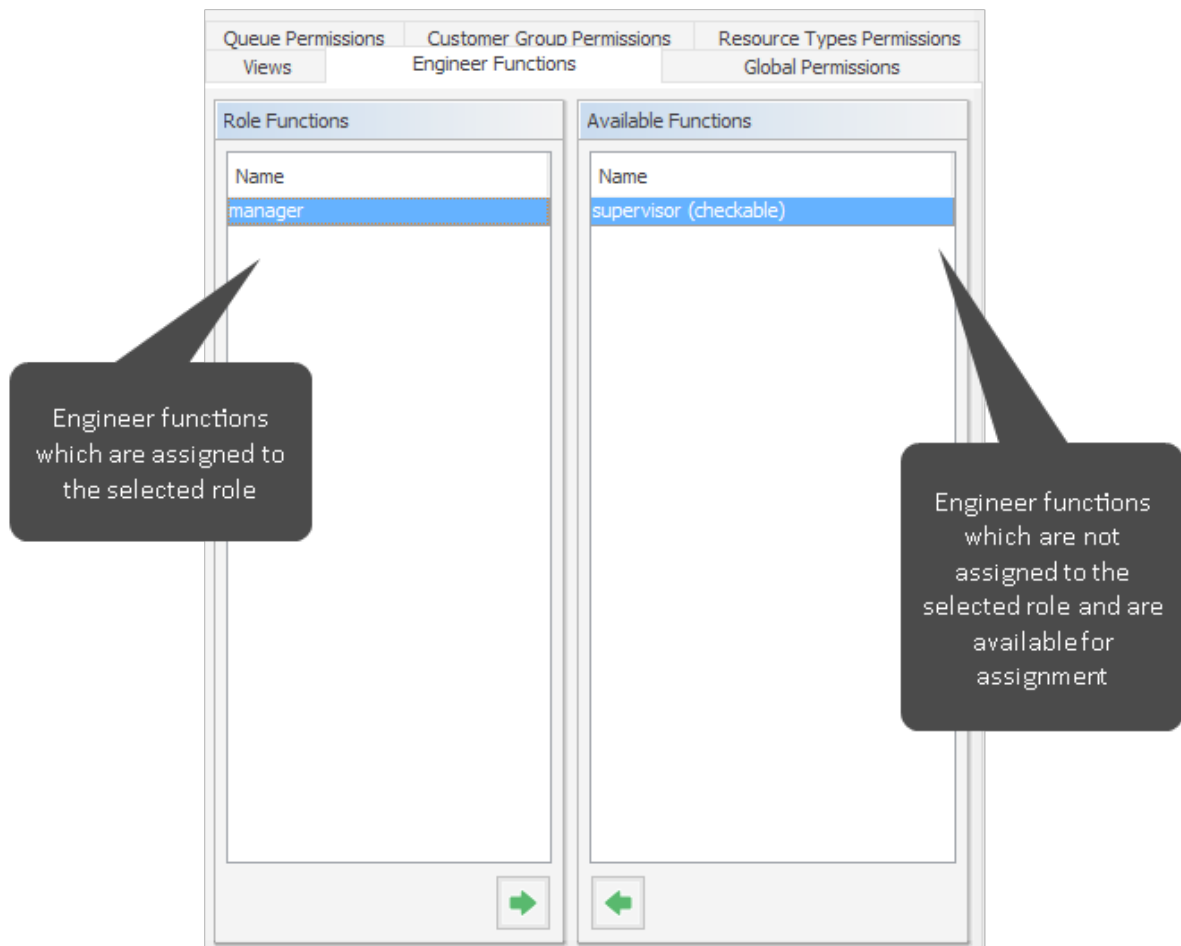 Queue Permissions Customer Group Permissions Resource Types Permissions
Views Engineer Functions Global Permissions
Role Functions
Available Functions
Name
Name
manager
supervisor (checkable)
Engineer functions
which are assigned to
the selected role
Engineer functions
which are not
assigned to the
selected role and are
available for
assignment